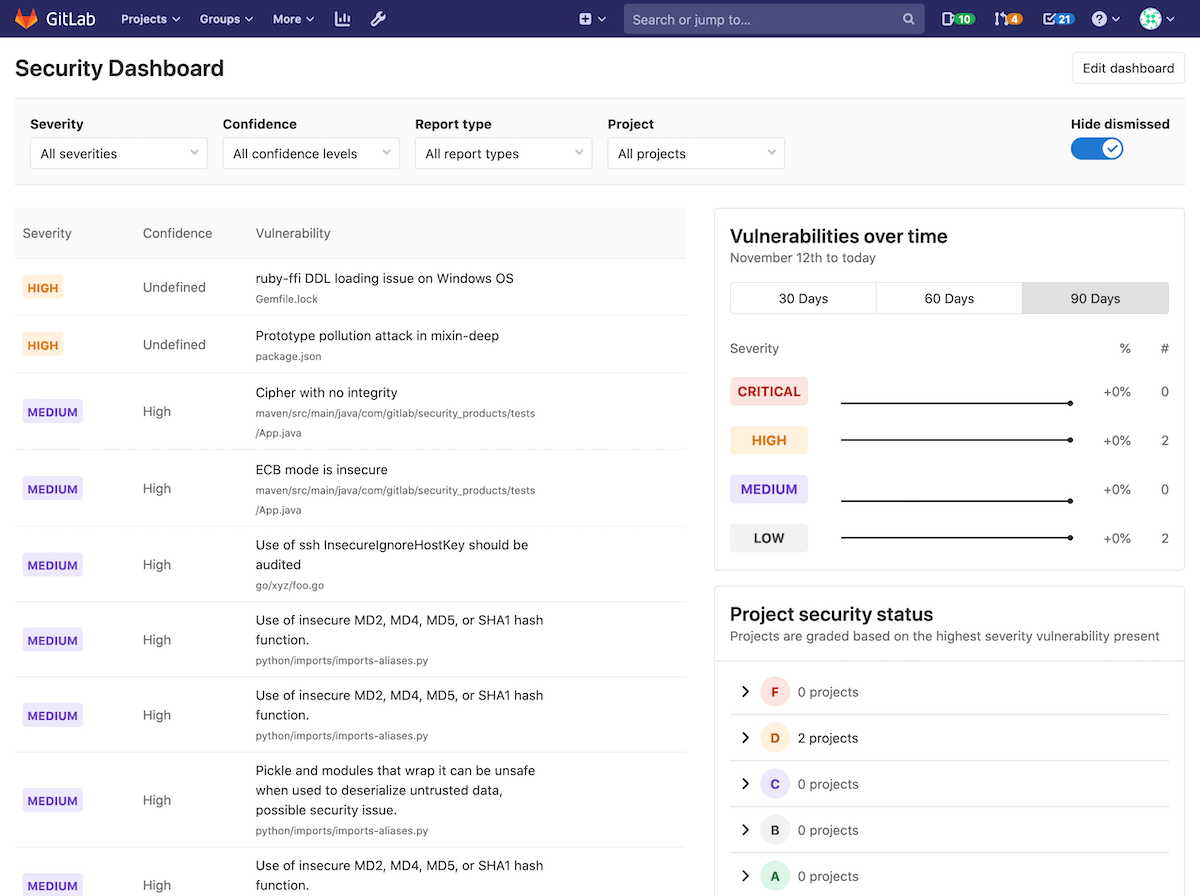 GitLab Projects Groups More Search or jump to... 10 4 21 ?
Security Dashboard Edit dashboard
Severity Confidence Report type Project Hide dismissed
All severities All confidence levels All report types All projects
Severity Confidence Vulnerability
HIGH Undefined ruby-ffi DDL loading issue on Windows OS
Gemfile.lock
HIGH Undefined Prototype pollution attack in mixin-deep
package.json
MEDIUM High Cipher with no integrity
maven/src/main/java/com/gitlab/security_products/tests
/App.java
MEDIUM High ECB mode is insecure
maven/src/main/java/com/gitlab/security_products/tests
/App.java
MEDIUM High Use of ssh InsecureIgnoreHostKey should be
audited
go/xyz/foo.go
MEDIUM High Use of insecure MD2, MD4, MD5, or SHA1 hash
function.
python/imports/imports-aliases.py
MEDIUM High Use of insecure MD2, MD4, MD5, or SHA1 hash
function.
python/imports/imports-aliases.py
MEDIUM High Pickle and modules that wrap it can be unsafe
when used to deserialize untrusted data,
possible security issue.
python/imports/imports-aliases.py
MEDIUM High Use of insecure MD2, MD4, MD5, or SHA1 hash
function.
Vulnerabilities over time
November 12th to today
30 Days 60 Days 90 Days
Severity % #
CRITICAL +0% 0
HIGH +0% 2
MEDIUM +0% 0
LOW +0% 2
Project security status
Projects are graded based on the highest severity vulnerability present
F 0 projects
D 2 projects
C 0 projects
B 0 projects
A 0 projects